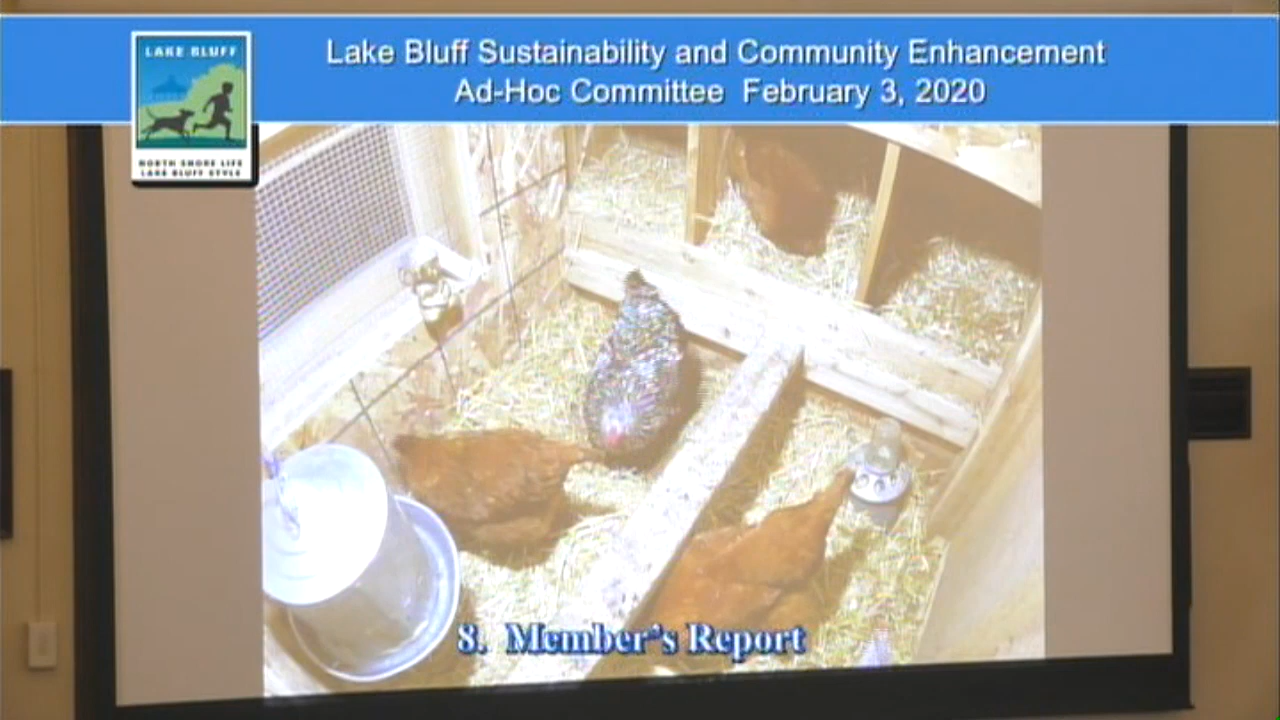 LAKE BLUFF
NORTH SHORE LIFE
LAKE BLUFF STYLE
Lake Bluff Sustainability and Community Enhancement
Ad-Hoc Committee February 3, 2020
8. Member's Report